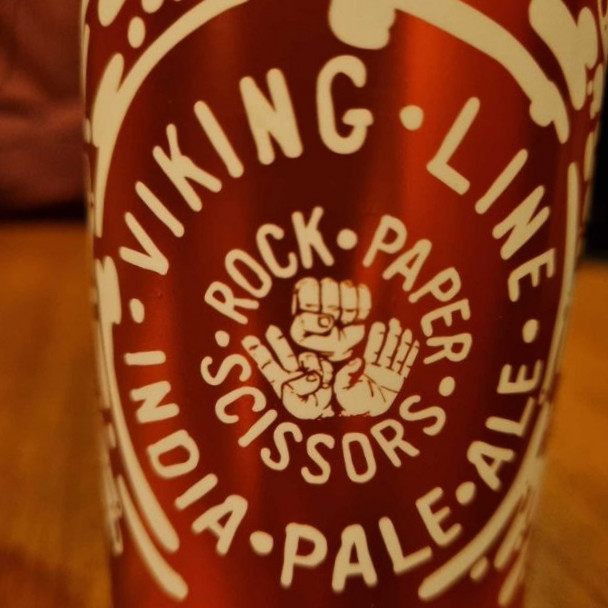 VIKING · LINE
· INDIA · PALE · ALE ·
· ROCK · PAPER ·
SCISSORS